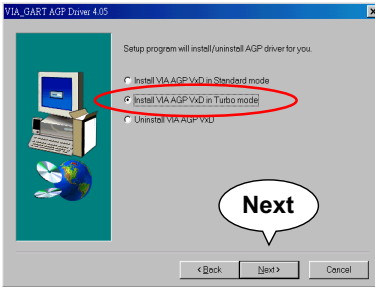 VIA_GART AGP Driver 4.05
Setup program will install/uninstall AGP driver for you.
Install VIA AGP VxD in Standard mode
Install VIA AGP VxD in Turbo mode
Uninstall VIA AGP VxD
Next
< Back
Next >
Cancel